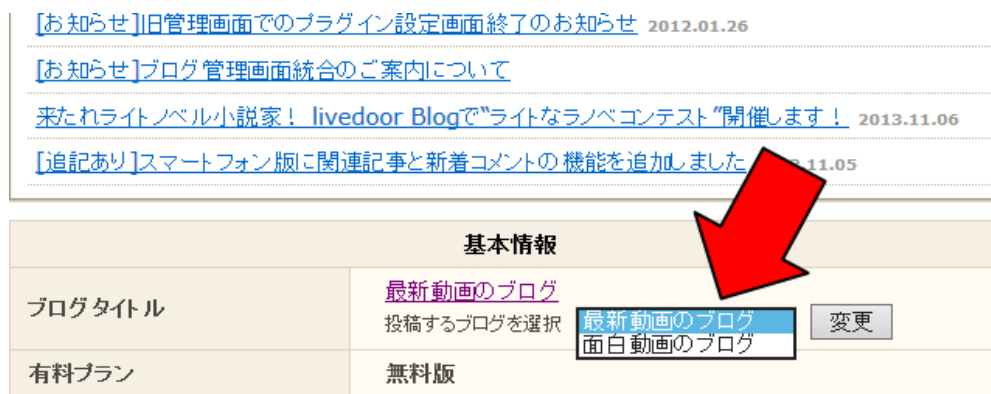 [お知らせ]旧管理画面でのプラグイン設定画面終了のお知らせ 2012.01.26
[お知らせ]ブログ管理画面統合のご案内について
来たれライトノベル小説家! livedoor Blogで"ライトなラノベコンテスト"開催します! 2013.11.06
[追記あり]スマートフォン版に関連記事と新着コメントの機能を追加しました 11.05
基本情報
ブログタイトル
最新動画のブログ
投稿するブログを選択 最新動画のブログ 変更
面白動画のブログ
有料プラン 無料版